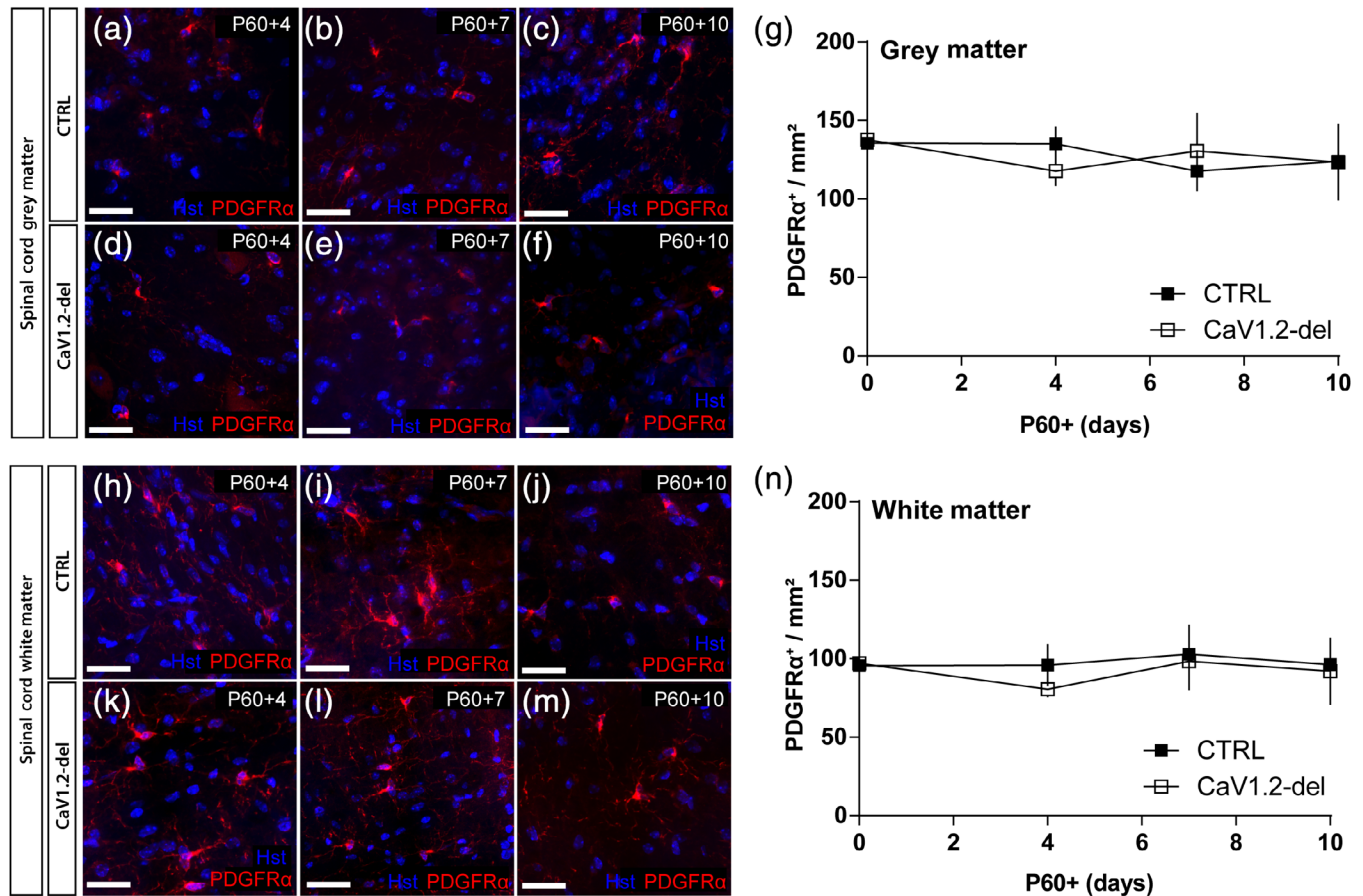 Spinal cord grey matter
CTRL
(a) P60+4
Hst PDGFRα
(b) P60+7
Hst PDGFRα
(c) P60+10
Hst PDGFRα
CaV1.2-del
(d) P60+4
Hst PDGFRα
(e) P60+7
Hst PDGFRα
(f) P60+10
Hst
PDGFRα
(g)
Grey matter
PDGFRα⁺ / mm²
200
150
100
50
0
CTRL
CaV1.2-del
0 2 4 6 8 10
P60+ (days)
Spinal cord white matter
CTRL
(h) P60+4
Hst PDGFRα
(i) P60+7
Hst PDGFRα
(j) P60+10
Hst
PDGFRα
CaV1.2-del
(k) P60+4
Hst
PDGFRα
(l) P60+7
Hst PDGFRα
(m) P60+10
Hst PDGFRα
(n)
White matter
PDGFRα⁺ / mm²
200
150
100
50
0
CTRL
CaV1.2-del
0 2 4 6 8 10
P60+ (days)